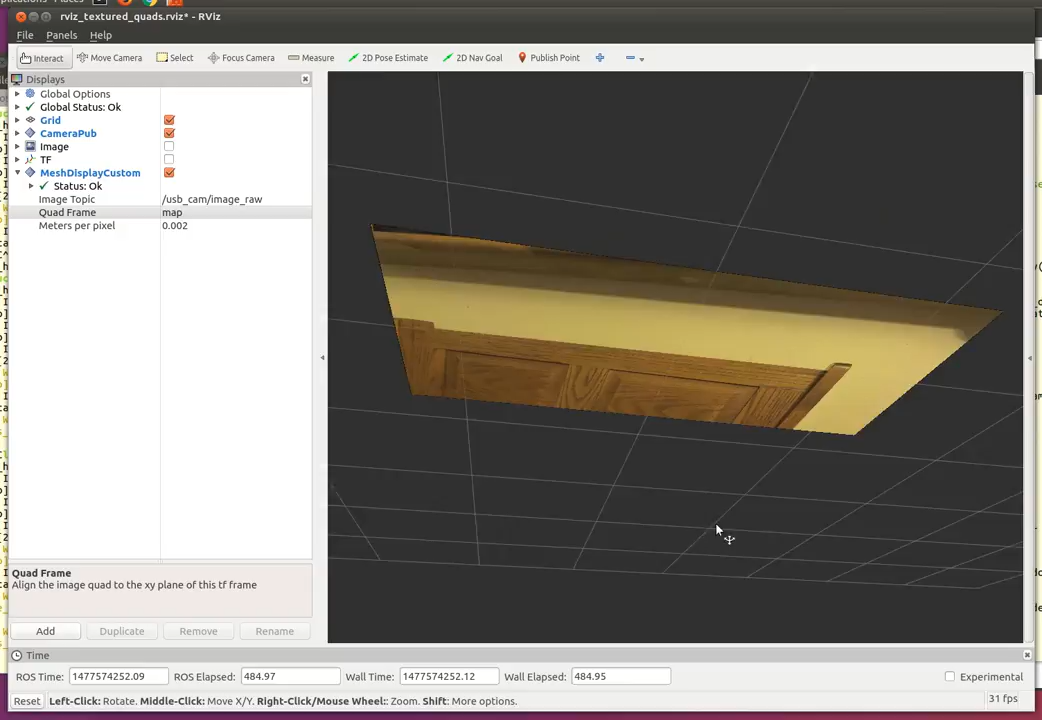 rviz_textured_quads.rviz* - RViz
File Panels Help
Interact Move Camera Select Focus Camera Measure 2D Pose Estimate 2D Nav Goal Publish Point
Displays
Global Options
Global Status: Ok
Grid
CameraPub
Image
TF
MeshDisplayCustom
Status: Ok
Image Topic /usb_cam/image_raw
Quad Frame map
Meters per pixel 0.002
Quad Frame
Align the image quad to the xy plane of this tf frame
Add Duplicate Remove Rename
Time
ROS Time: 1477574252.09 ROS Elapsed: 484.97 Wall Time: 1477574252.12 Wall Elapsed: 484.95 Experimental
Reset Left-Click: Rotate. Middle-Click: Move X/Y. Right-Click/Mouse Wheel:: Zoom. Shift: More options. 31 fps